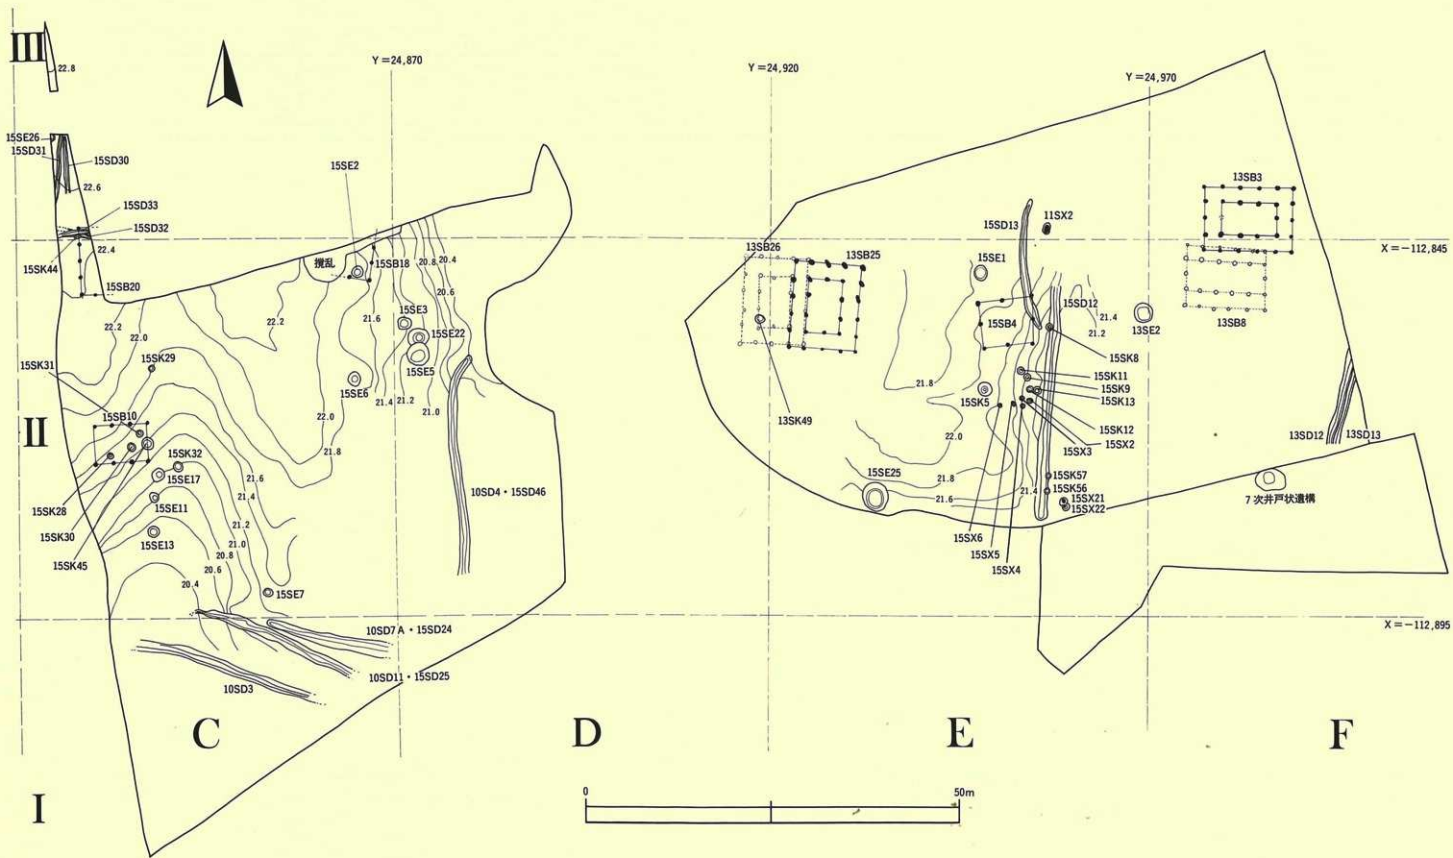 III
22.8
Y=24,870
Y=24,920
Y=24,970
15SE26
15SD31
15SD30
22.6
15SD33
15SD32
22.4
15SK44
15SB20
15SE2
撹乱
15SB18
20.8
20.4
20.6
13SB26
13SB25
15SD13
11SX2
13SB3
X=-112,845
22.2
22.0
22.2
21.6
15SE3
15SE22
15SE5
15SE6
21.4
21.2
21.0
22.0
21.8
15SK31
15SK29
15SB10
II
15SK32
15SE17
15SE11
15SE13
15SK28
15SK30
15SK45
21.6
21.4
21.2
21.0
20.8
20.6
20.4
15SE7
10SD4・15SD46
15SE1
15SB4
15SD12
21.4
21.2
13SE2
13SB8
15SK8
15SK11
15SK9
15SK13
15SK12
15SX2
15SX3
21.8
15SK5
22.0
13SK49
15SE25
21.8
21.6
21.4
15SK57
15SK56
15SX21
15SX22
15SX6
15SX5
15SX4
13SD12
13SD13
7次井戸状遺構
X=-112,895
10SD7A・15SD24
10SD11・15SD25
10SD3
C
D
E
F
I
0
50m